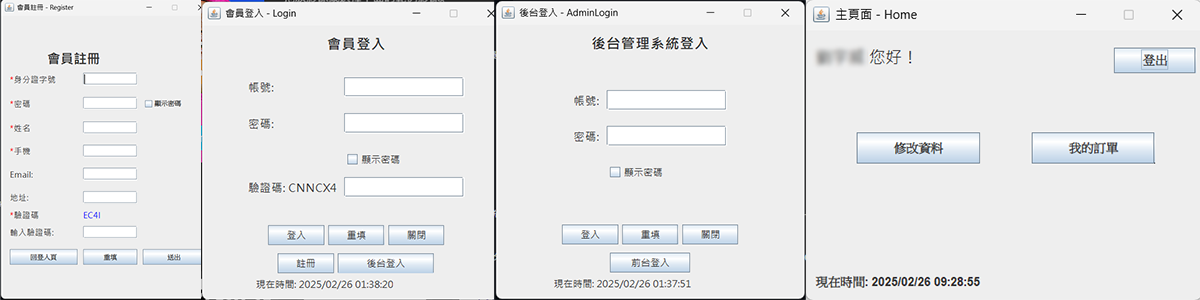 會員註冊 - Register
會員註冊
*身分證字號
*密碼
顯示密碼
*姓名
*手機
Email:
地址:
*驗證碼
EC4I
輸入驗證碼:
回登入頁
重填
送出
會員登入 - Login
會員登入
帳號:
密碼:
顯示密碼
驗證碼: CNNCX4
登入
重填
關閉
註冊
後台登入
現在時間: 2025/02/26 01:38:20
後台登入 - AdminLogin
後台管理系統登入
帳號:
密碼:
顯示密碼
登入
重填
關閉
前台登入
現在時間: 2025/02/26 01:37:51
主頁面 - Home
您好！
登出
修改資料
我的訂單
現在時間: 2025/02/26 09:28:55